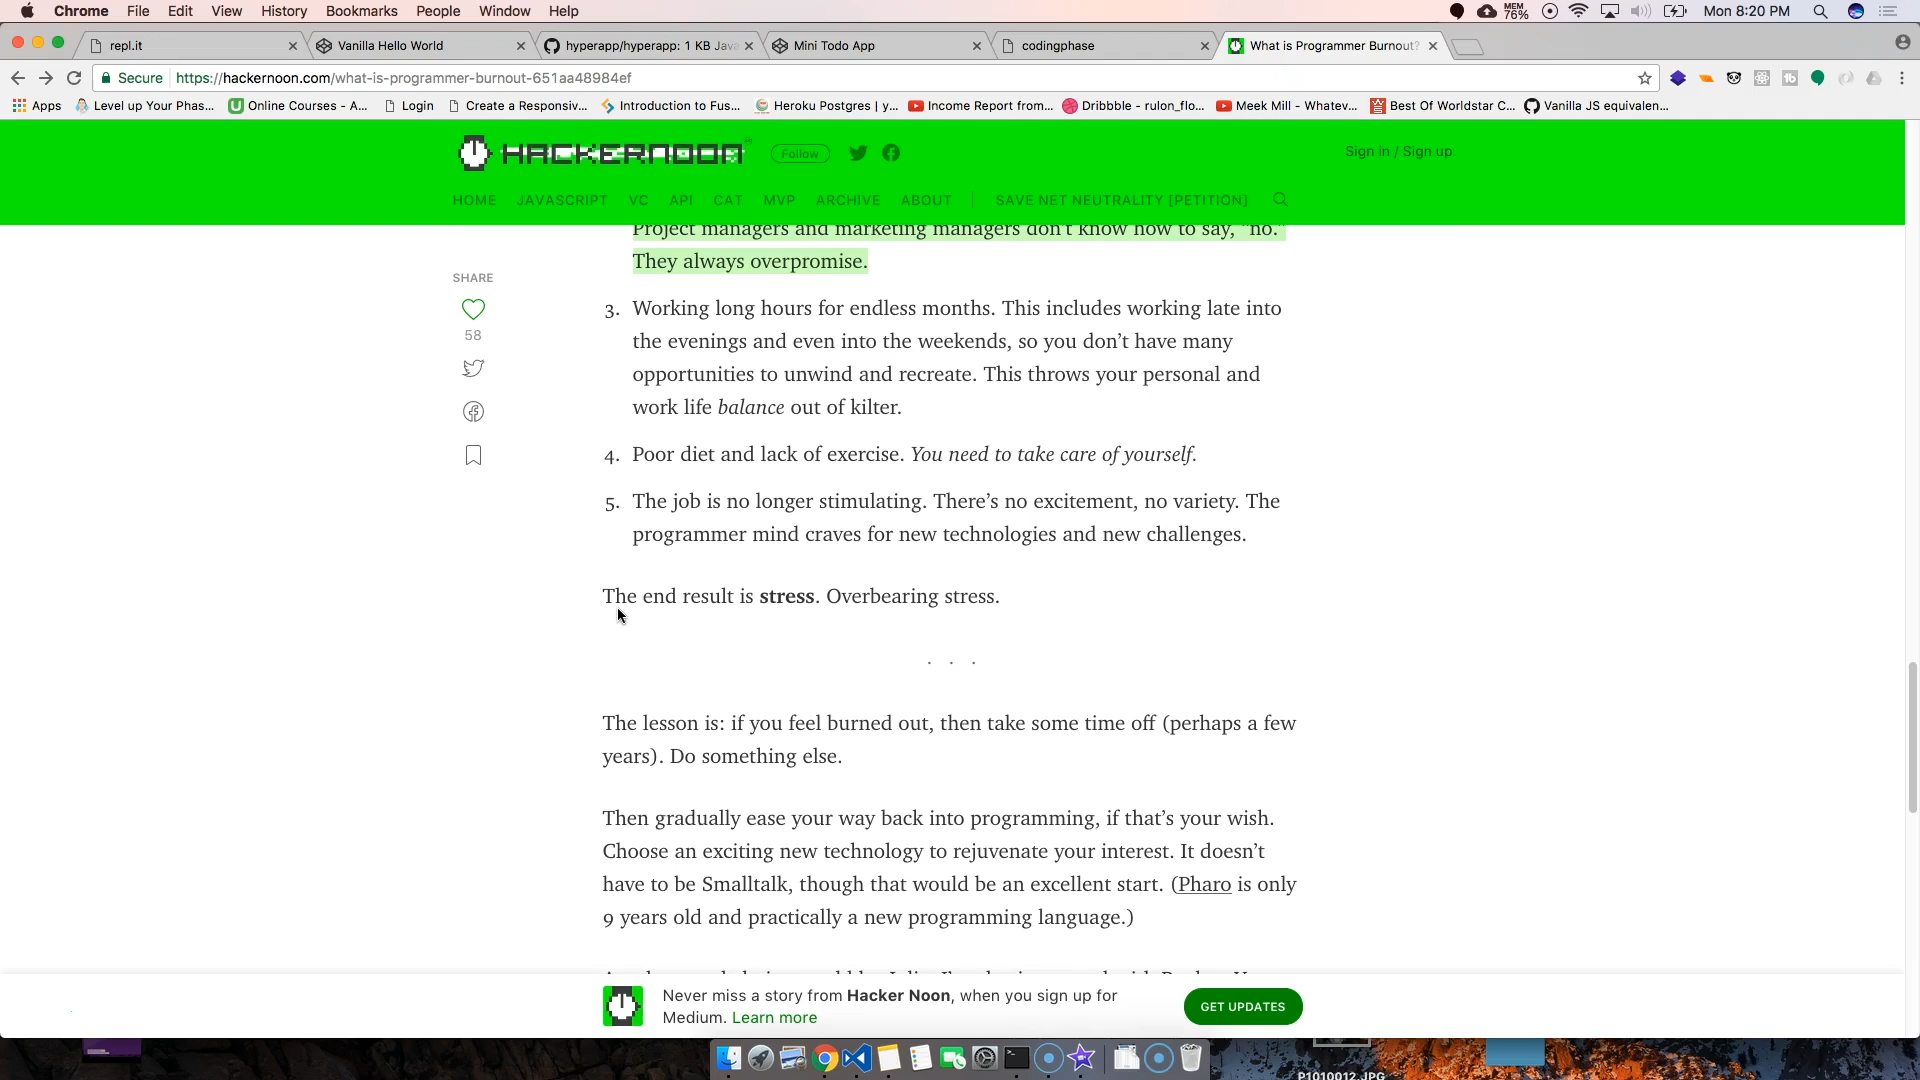 Chrome File Edit View History Bookmarks People Window Help MEM 76% Mon 8:20 PM
repl.it Vanilla Hello World hyperapp/hyperapp: 1 KB Java Mini Todo App codingphase What is Programmer Burnout?
Secure https://hackernoon.com/what-is-programmer-burnout-651aa48984ef
Apps Level up Your Phas... Online Courses - A... Login Create a Responsiv... Introduction to Fus... Heroku Postgres | y... Income Report from... Dribbble - rulon_flo... Meek Mill - Whatev... Best Of Worldstar C... Vanilla JS equivalen...
HACKERNOON Follow Sign in / Sign up
HOME JAVASCRIPT VC API CAT MVP ARCHIVE ABOUT SAVE NET NEUTRALITY [PETITION]
Project managers and marketing managers don't know how to say, "no."
They always overpromise.
SHARE
58
3. Working long hours for endless months. This includes working late into
the evenings and even into the weekends, so you don't have many
opportunities to unwind and recreate. This throws your personal and
work life balance out of kilter.
4. Poor diet and lack of exercise. You need to take care of yourself.
5. The job is no longer stimulating. There's no excitement, no variety. The
programmer mind craves for new technologies and new challenges.
The end result is stress. Overbearing stress.
. . .
The lesson is: if you feel burned out, then take some time off (perhaps a few
years). Do something else.
Then gradually ease your way back into programming, if that's your wish.
Choose an exciting new technology to rejuvenate your interest. It doesn't
have to be Smalltalk, though that would be an excellent start. (Pharo is only
9 years old and practically a new programming language.)
Never miss a story from Hacker Noon, when you sign up for
Medium. Learn more
GET UPDATES
P1010012.JPG